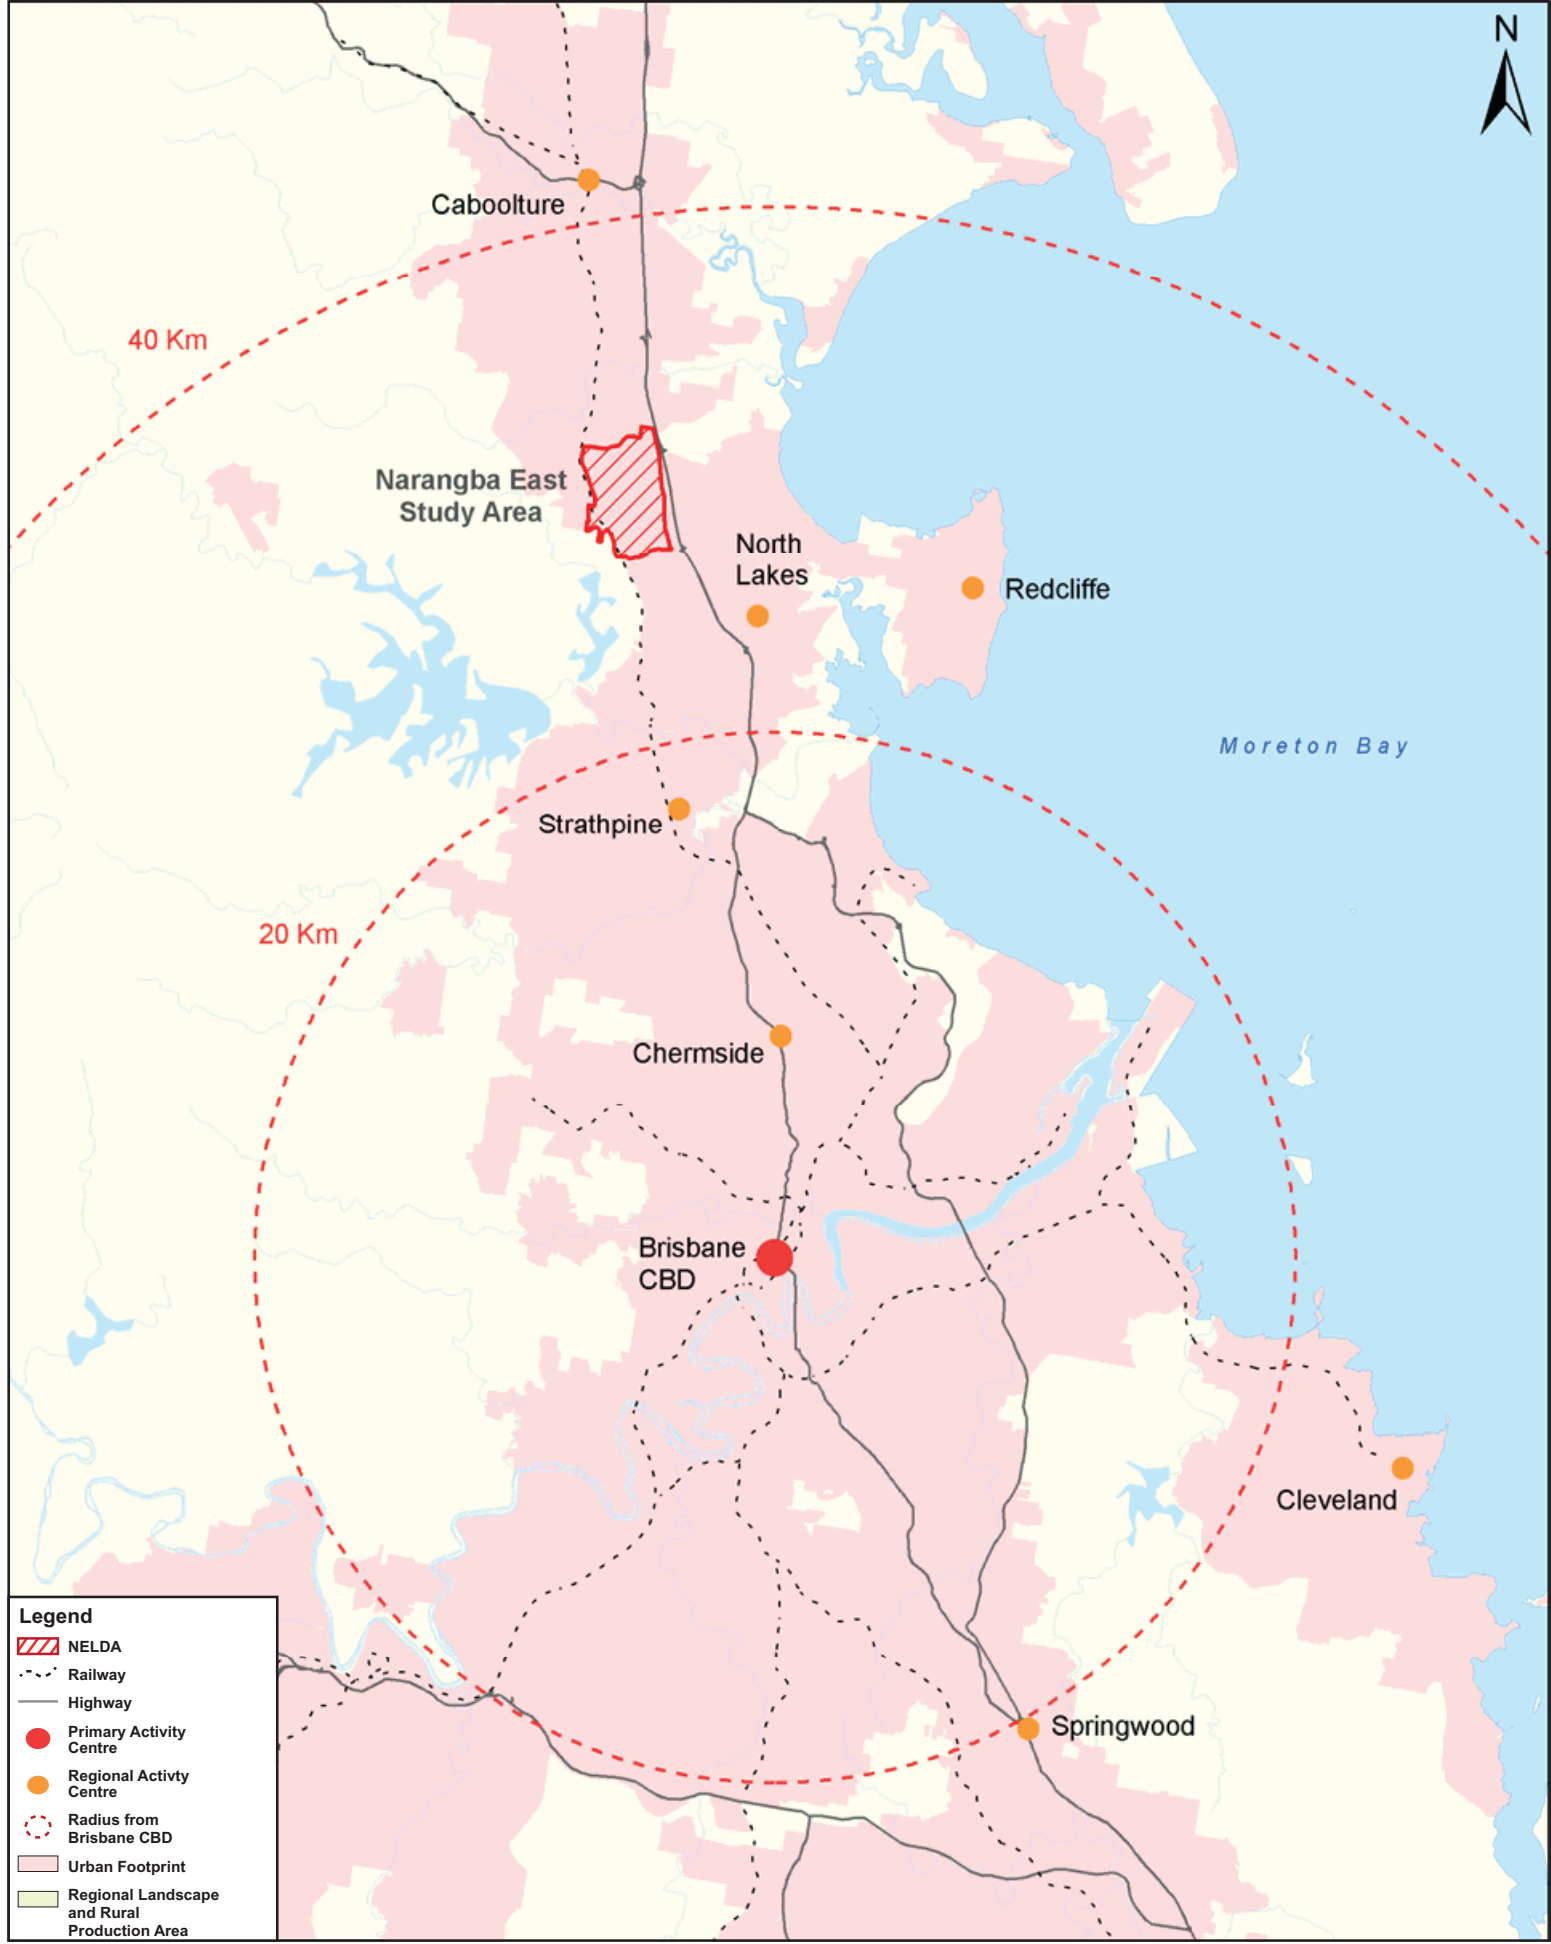 N
Caboolture
40 Km
Narangba East
Study Area
North
Lakes
Redcliffe
Moreton Bay
Strathpine
20 Km
Chermside
Brisbane
CBD
Cleveland
Springwood
Legend
NELDA
Railway
Highway
Primary Activity
Centre
Regional Activty
Centre
Radius from
Brisbane CBD
Urban Footprint
Regional Landscape
and Rural
Production Area